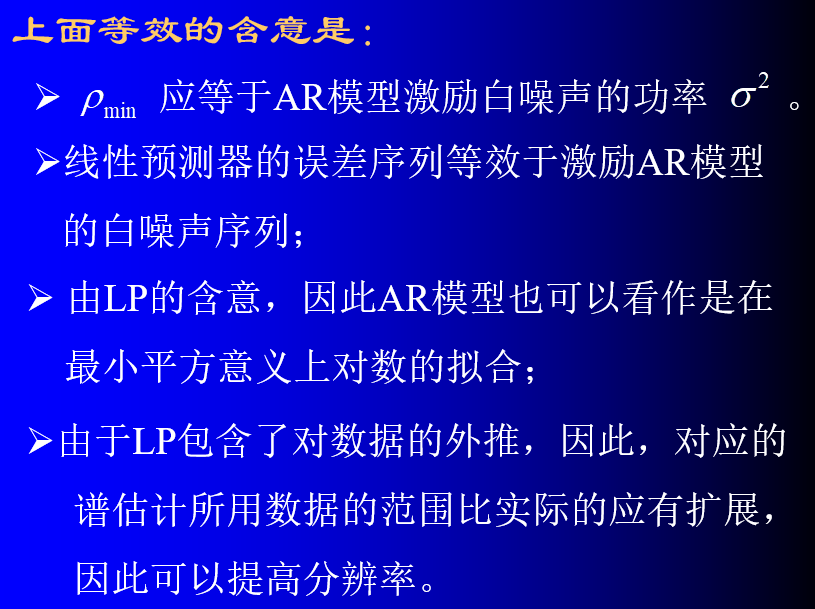 上面等效的含意是：
➢ ρmin 应等于AR模型激励白噪声的功率 σ²。
➢线性预测器的误差序列等效于激励AR模型
的白噪声序列；
➢ 由LP的含意，因此AR模型也可以看作是在
最小平方意义上对数的拟合；
➢由于LP包含了对数据的外推，因此，对应的
谱估计所用数据的范围比实际的应有扩展，
因此可以提高分辨率。